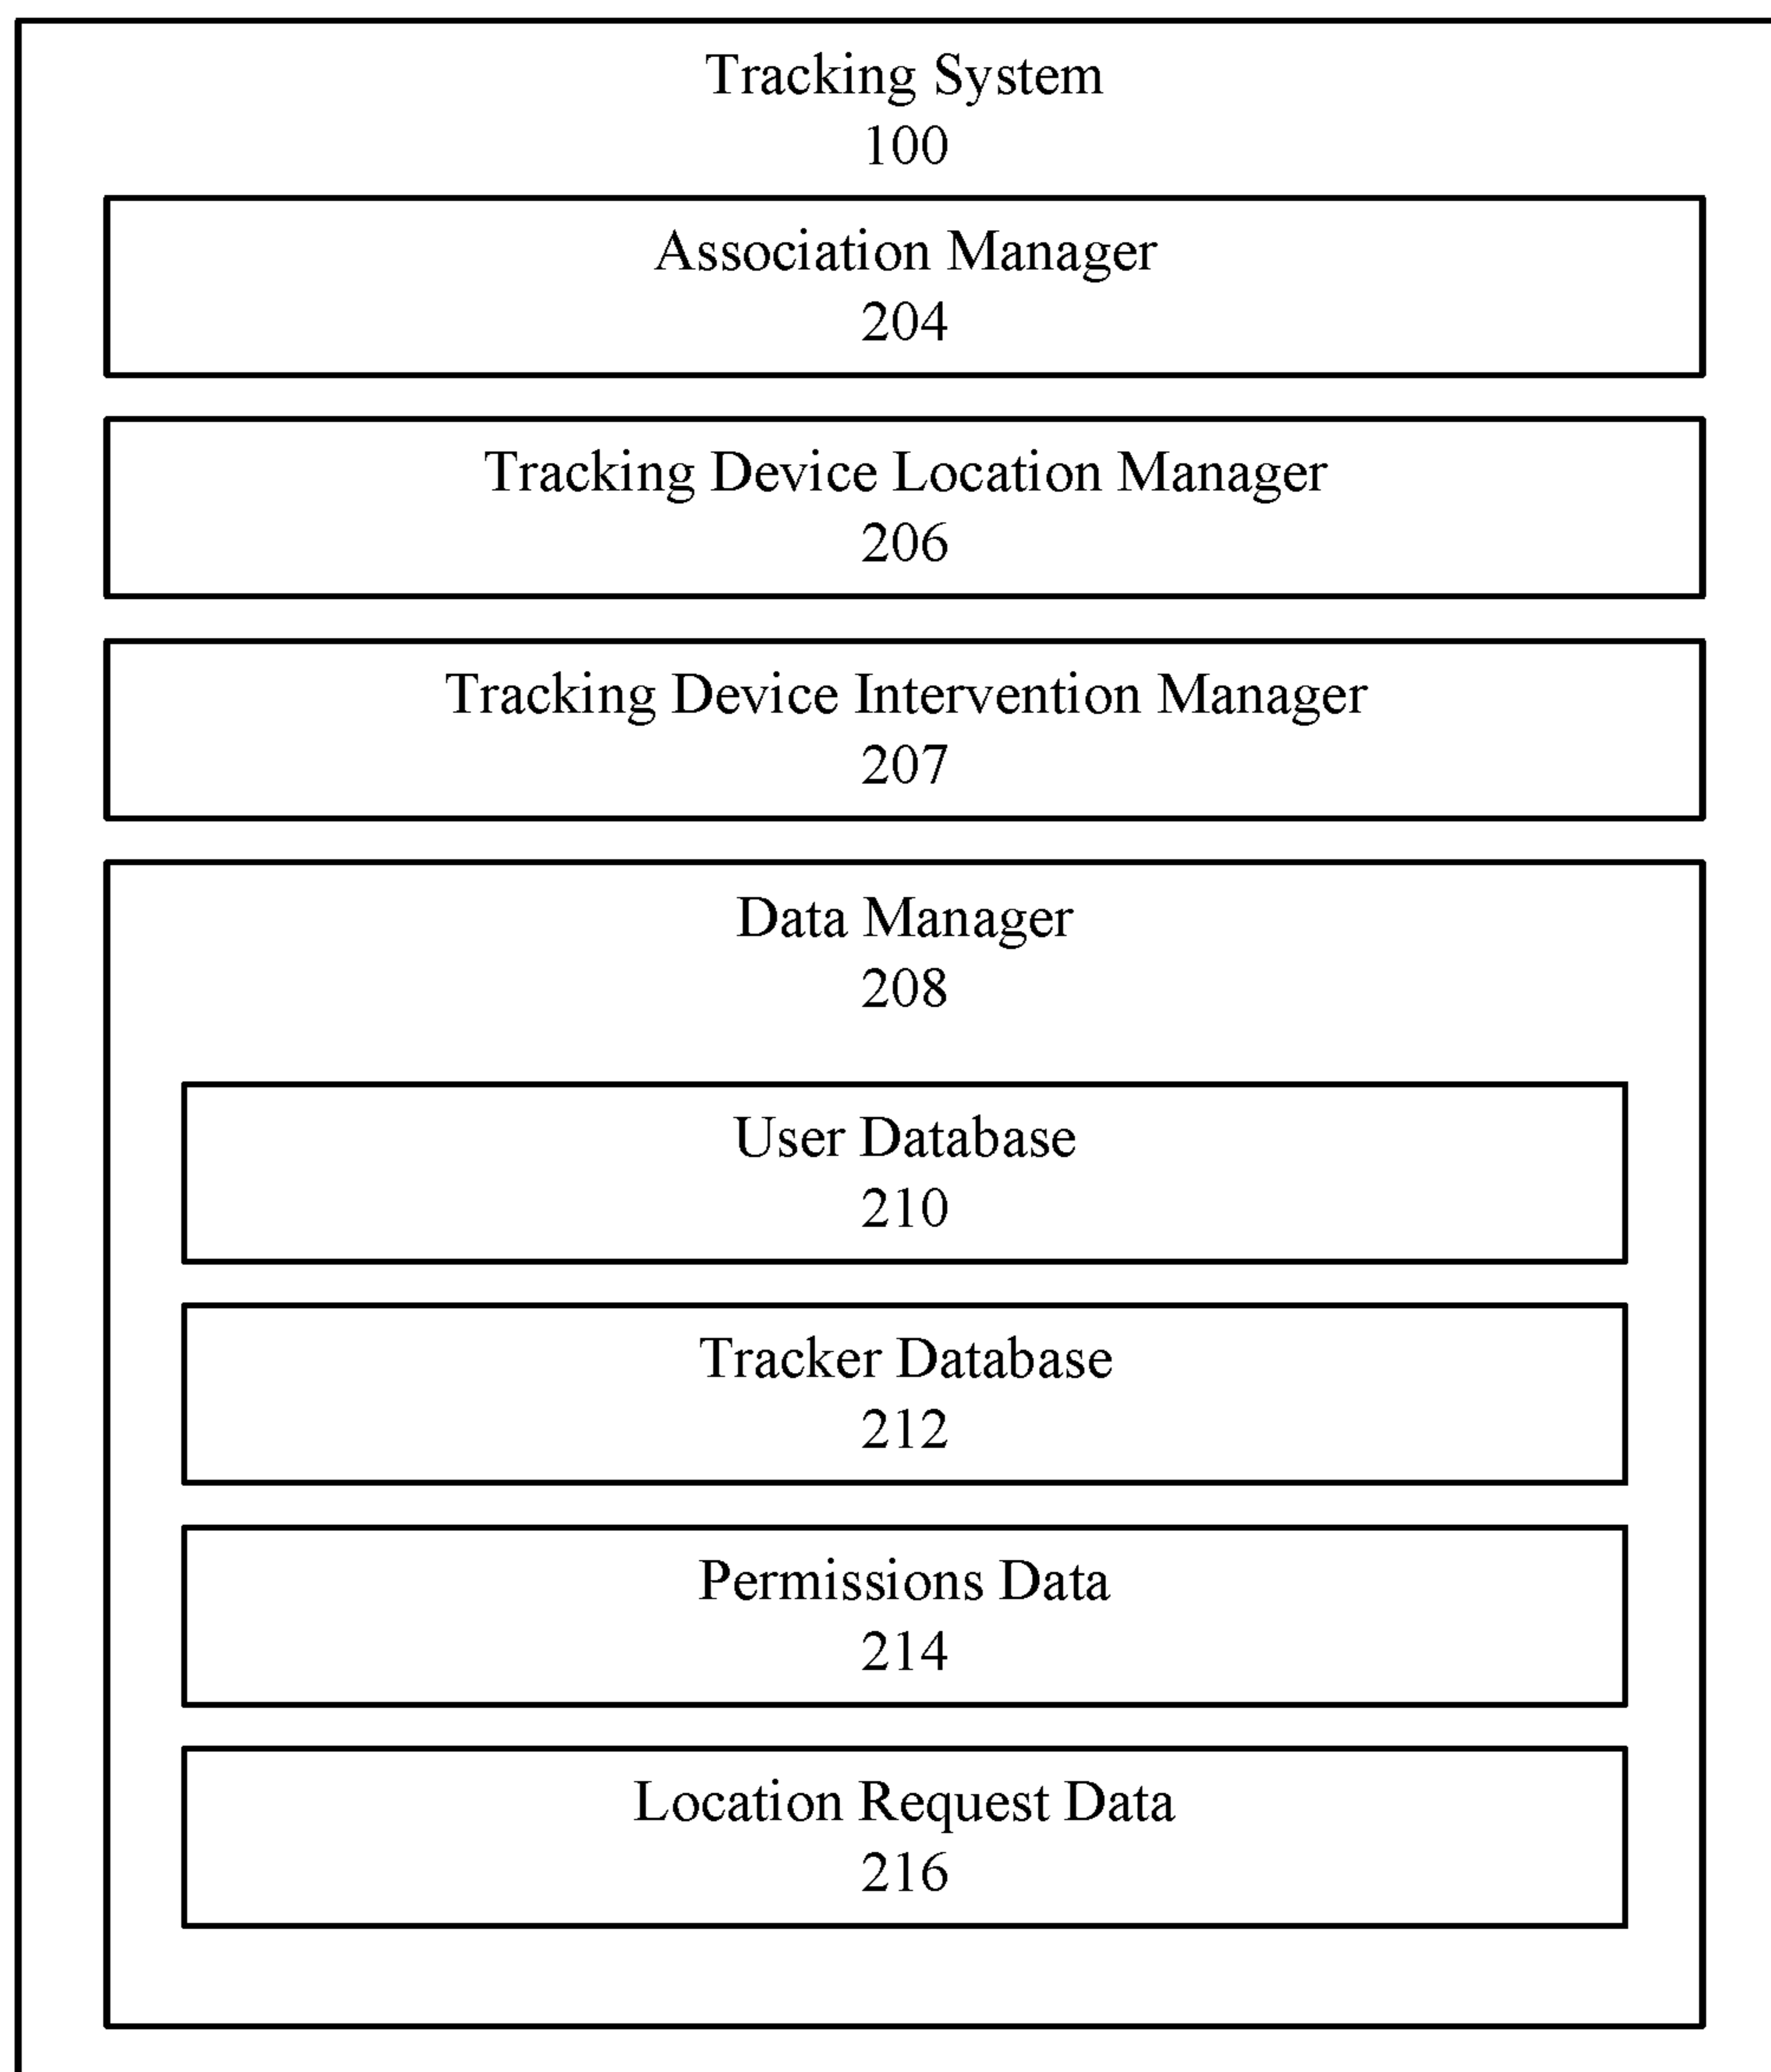 Tracking System
100
Association Manager
204
Tracking Device Location Manager
206
Tracking Device Intervention Manager
207
Data Manager
208
User Database
210
Tracker Database
212
Permissions Data
214
Location Request Data
216